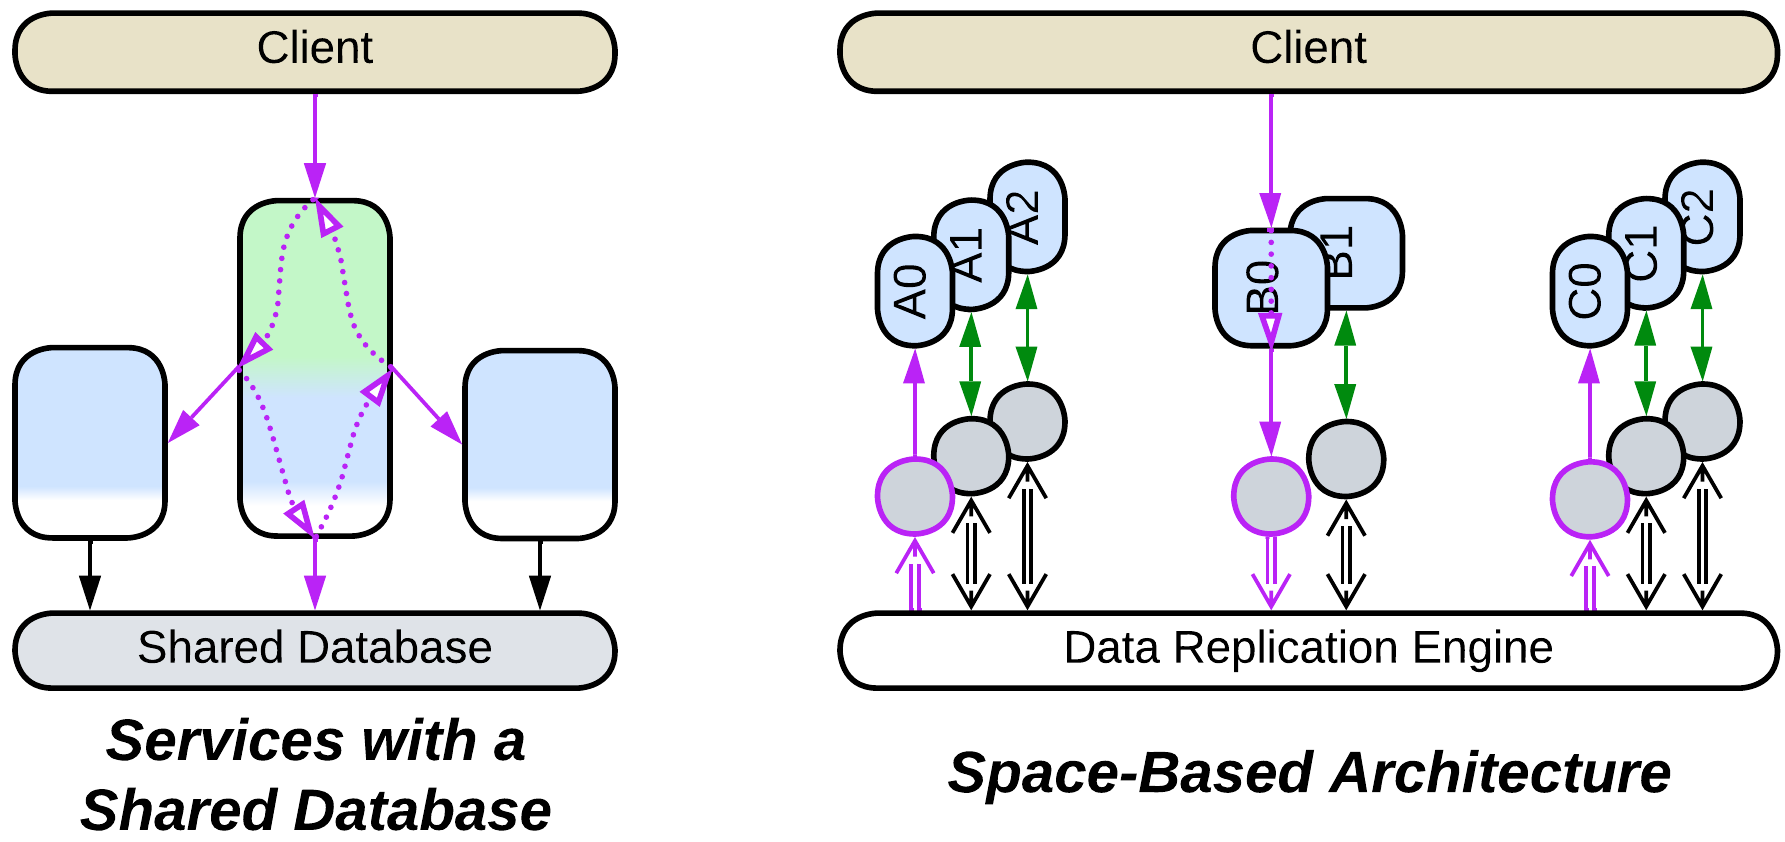 Client
Shared Database
Services with a
Shared Database
Client
A0
A1
A2
B0
B1
C0
C1
C2
Data Replication Engine
Space-Based Architecture